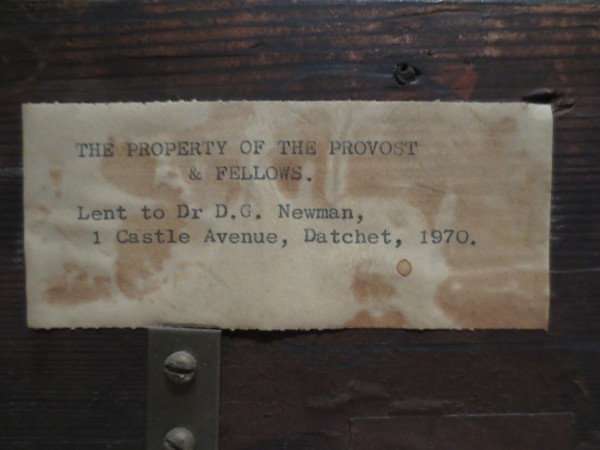 THE PROPERTY OF THE PROVOST
& FELLOWS.
Lent to Dr D.G. Newman,
1 Castle Avenue, Datchet, 1970.